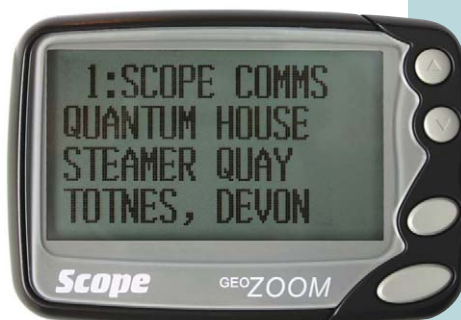 1:SCOPE COMMS
QUANTUM HOUSE
STEAMER QUAY
TOTNES, DEVON
Scope GEOZOOM